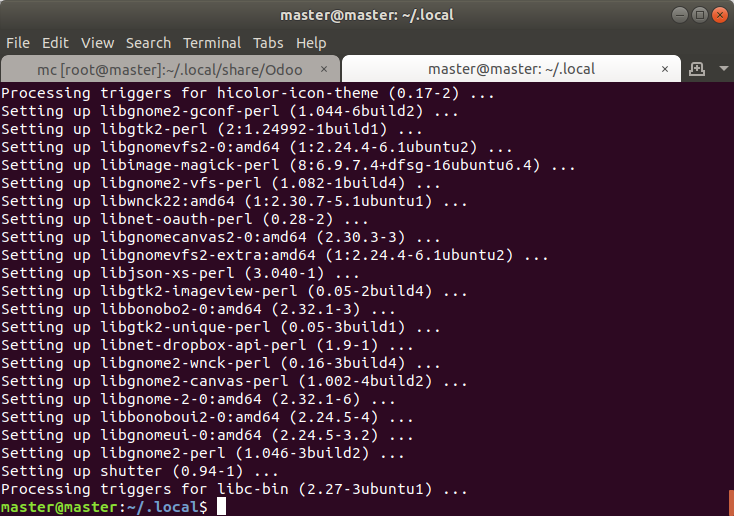 master@master: ~/.local
File Edit View Search Terminal Tabs Help
mc [root@master]:~/.local/share/Odoo × master@master: ~/.local ×
Processing triggers for hicolor-icon-theme (0.17-2) ...
Setting up libgnome2-gconf-perl (1.044-6build2) ...
Setting up libgtk2-perl (2:1.24992-1build1) ...
Setting up libgnomevfs2-0:amd64 (1:2.24.4-6.1ubuntu2) ...
Setting up libimage-magick-perl (8:6.9.7.4+dfsg-16ubuntu6.4) ...
Setting up libgnome2-vfs-perl (1.082-1build4) ...
Setting up libwnck22:amd64 (1:2.30.7-5.1ubuntu1) ...
Setting up libnet-oauth-perl (0.28-2) ...
Setting up libgnomecanvas2-0:amd64 (2.30.3-3) ...
Setting up libgnomevfs2-extra:amd64 (1:2.24.4-6.1ubuntu2) ...
Setting up libjson-xs-perl (3.040-1) ...
Setting up libgtk2-imageview-perl (0.05-2build4) ...
Setting up libbonobo2-0:amd64 (2.32.1-3) ...
Setting up libgtk2-unique-perl (0.05-3build1) ...
Setting up libnet-dropbox-api-perl (1.9-1) ...
Setting up libgnome2-wnck-perl (0.16-3build4) ...
Setting up libgnome2-canvas-perl (1.002-4build2) ...
Setting up libgnome-2-0:amd64 (2.32.1-6) ...
Setting up libbonoboui2-0:amd64 (2.24.5-4) ...
Setting up libgnomeui-0:amd64 (2.24.5-3.2) ...
Setting up libgnome2-perl (1.046-3build2) ...
Setting up shutter (0.94-1) ...
Processing triggers for libc-bin (2.27-3ubuntu1) ...
master@master:~/.local$